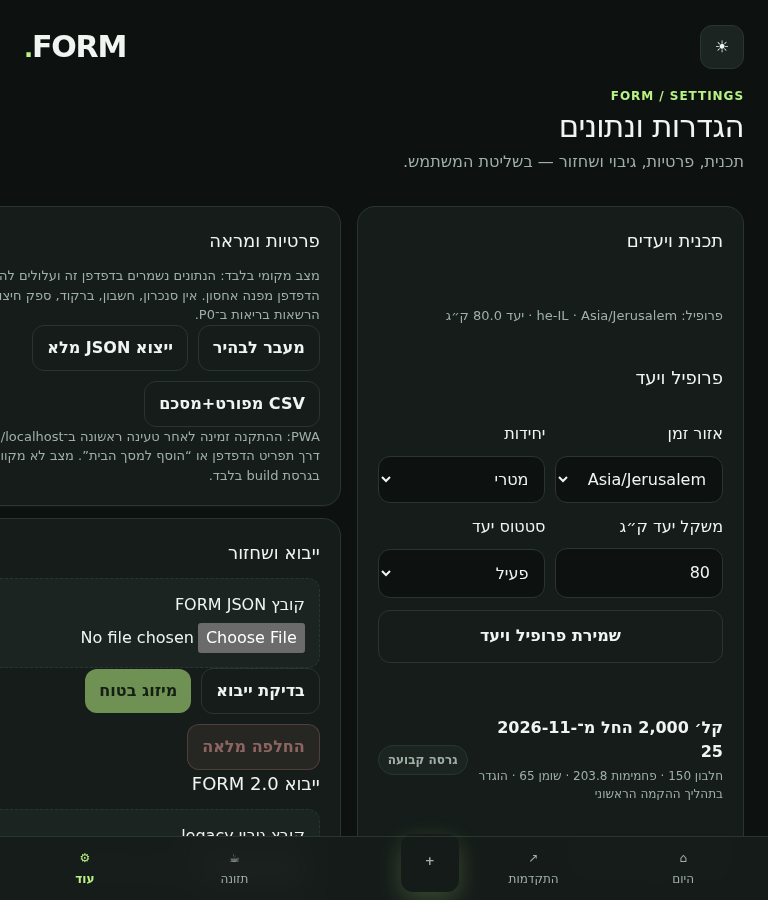 FORM.
FORM / SETTINGS
הגדרות ונתונים
תכנית, פרטיות, גיבוי ושחזור — בשליטת המשתמש.
תכנית ויעדים
פרופיל: he-IL · Asia/Jerusalem · יעד 80.0 ק״ג
פרופיל ויעד
אזור זמן
יחידות
Asia/Jerusalem
מטרי
משקל יעד ק״ג
סטטוס יעד
80
פעיל
שמירת פרופיל ויעד
קל׳ 2,000 החל מ־2026-11-
25
גרסה קבועה
חלבון 150 · פחמימות 203.8 · שומן 65 · הוגדר
בתהליך ההקמה הראשוני
פרטיות ומראה
מצב מקומי בלבד: הנתונים נשמרים בדפדפן זה ועלולים
הדפדפן מפנה אחסון. אין סנכרון, חשבון, ברקוד, ספק
הרשאות בריאות ב־P0.
מעבר לבהיר
ייצוא JSON מלא
CSV מפורט+מסכם
PWA: ההתקנה זמינה לאחר טעינה ראשונה ב־localhost/
דרך תפריט הדפדפן או “הוסף למסך הבית”. מצב לא
בגרסת build בלבד.
ייבוא ושחזור
קובץ FORM JSON
Choose File No file chosen
בדיקת ייבוא
מיזוג בטוח
החלפה מלאה
ייבוא FORM 2.0
קובץ גיבוי legacy
היום
התקדמות
+
תזונה
עוד